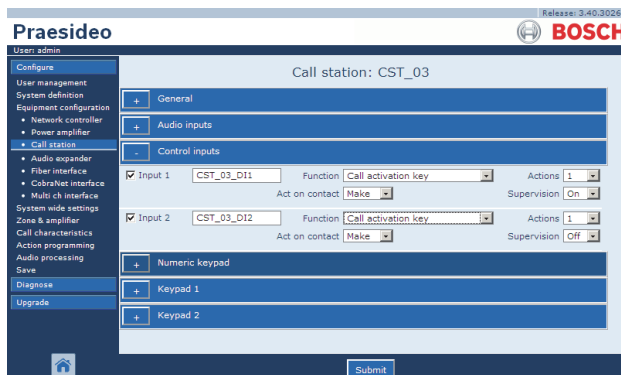 Release: 3.40.3026
Praesideo
BOSCH
User: admin
Configure
User management
System definition
Equipment configuration
• Network controller
• Power amplifier
• Call station
• Audio expander
• Fiber interface
• CobraNet interface
• Multi ch interface
System wide settings
Zone & amplifier
Call characteristics
Action programming
Audio processing
Save
Diagnose
Upgrade
Call station: CST_03
+ General
+ Audio inputs
- Control inputs
Input 1 CST_03_DI1 Function Call activation key Actions 1
Act on contact Make Supervision On
Input 2 CST_03_DI2 Function Call activation key Actions 1
Act on contact Make Supervision Off
+ Numeric keypad
+ Keypad 1
+ Keypad 2
Submit